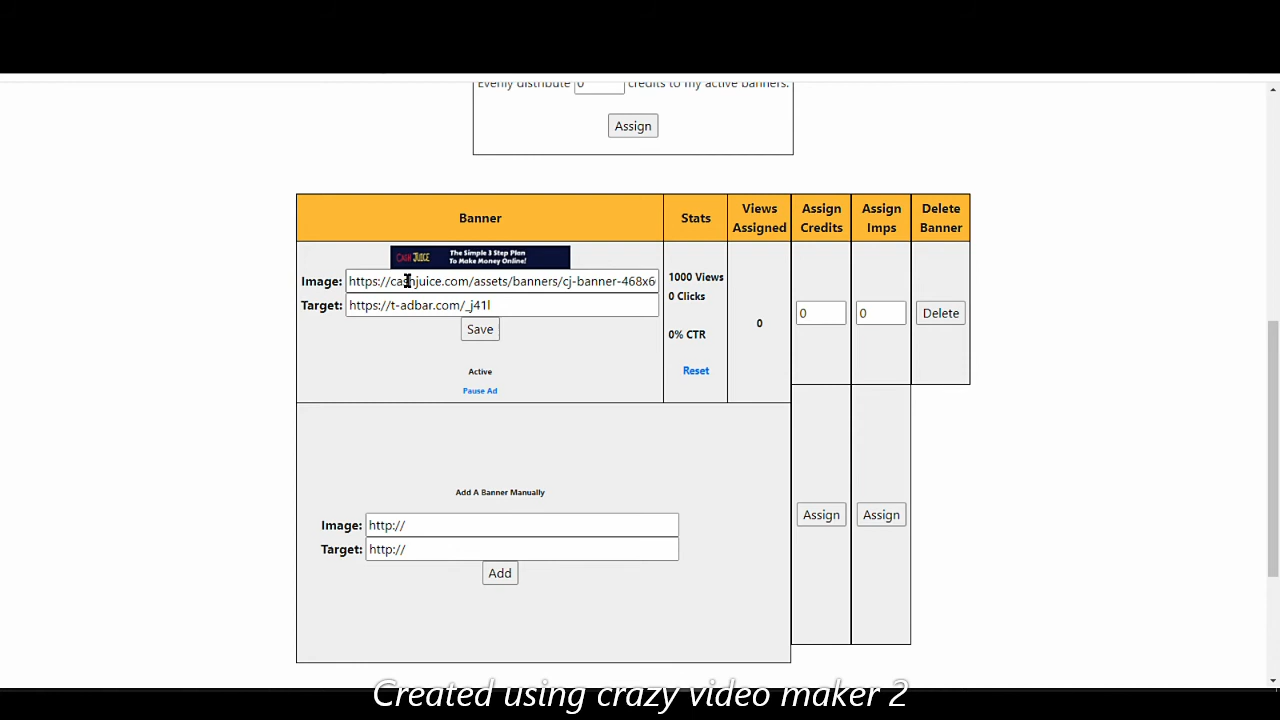 Evenly distribute 0 credits to my active banners.
Assign
Banner
Stats
Views Assigned
Assign Credits
Assign Imps
Delete Banner
CASH JUICE
The Simple 3 Step Plan
To Make Money Online!
Image: https://cashjuice.com/assets/banners/cj-banner-468x6
Target: https://t-adbar.com/_j41l
Save
Active
Pause Ad
1000 Views
0 Clicks
0% CTR
Reset
0
0
0
Delete
Add A Banner Manually
Image: http://
Target: http://
Add
Assign
Assign
Created using crazy video maker 2